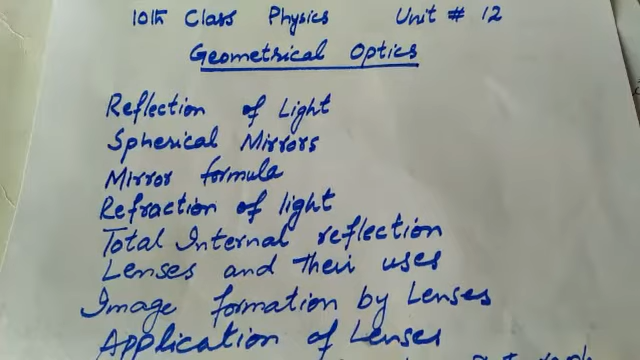 10th Class Physics Unit # 12
Geometrical Optics
Reflection of Light
Spherical Mirrors
Mirror formula
Refraction of light
Total Internal reflection
Lenses and Their uses
Image formation by Lenses
Application of Lenses